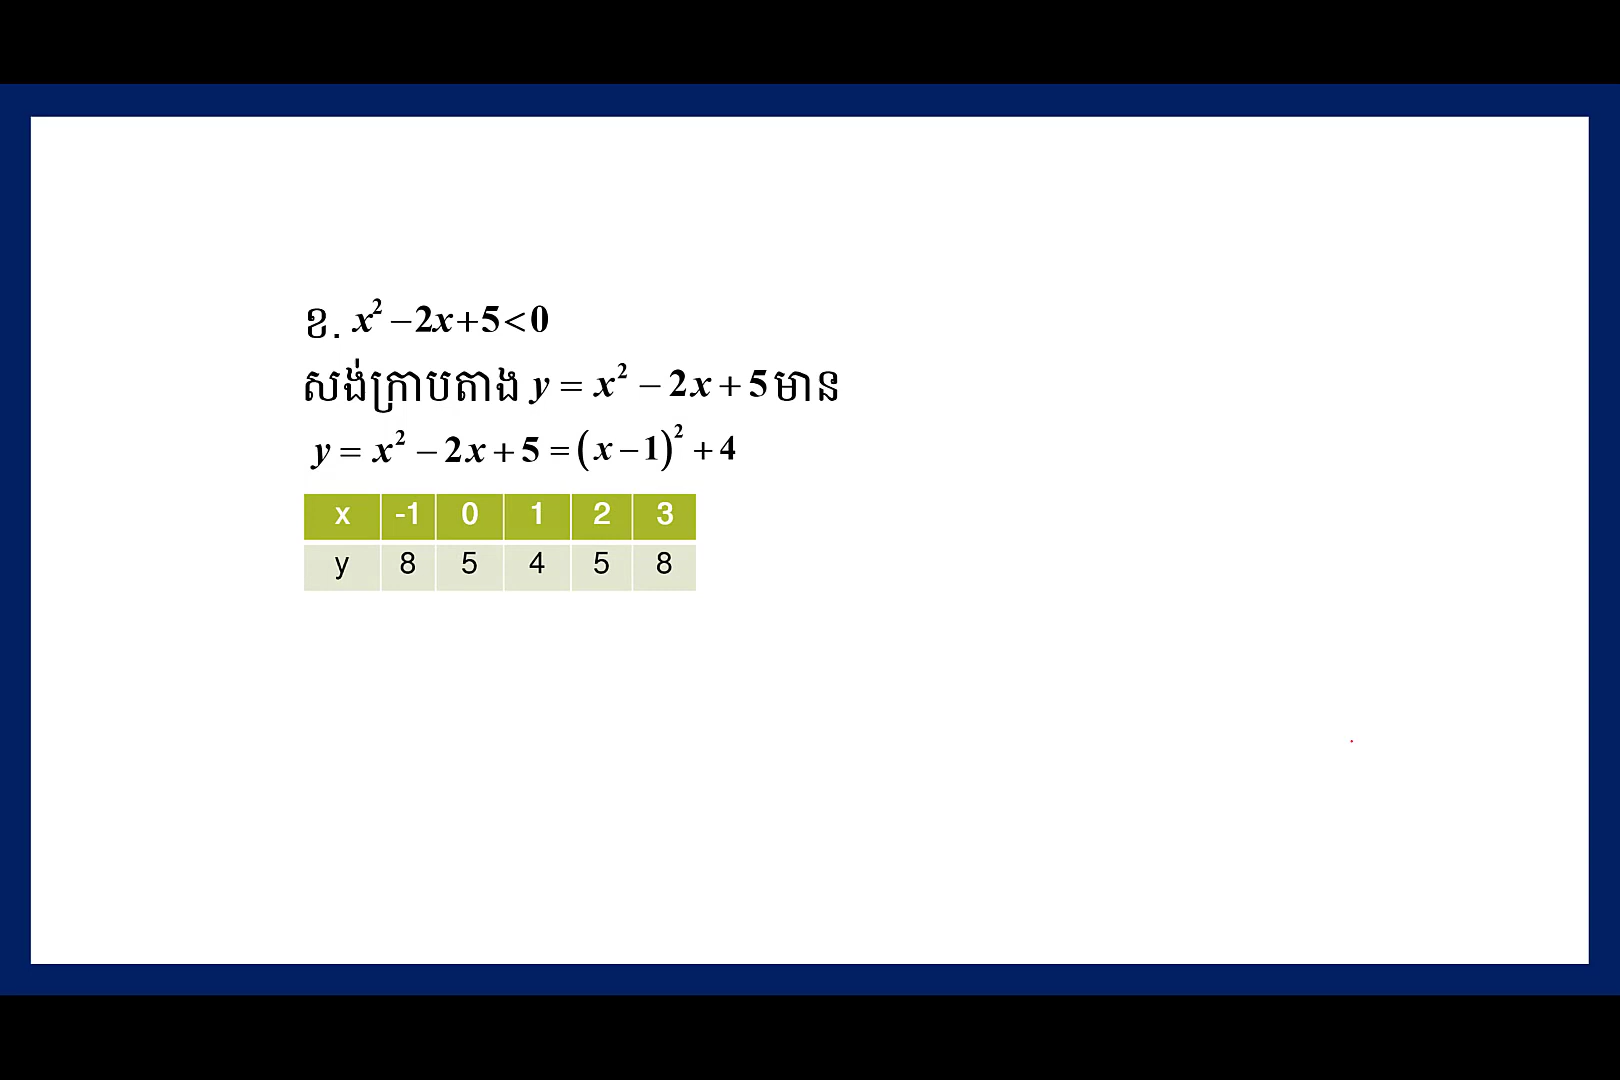 ខ. x² −2x+5<0
សង់ក្រាបតាង y = x² − 2x + 5 មាន
y = x² − 2x + 5 = (x−1)² + 4
x -1 0 1 2 3
y 8 5 4 5 8